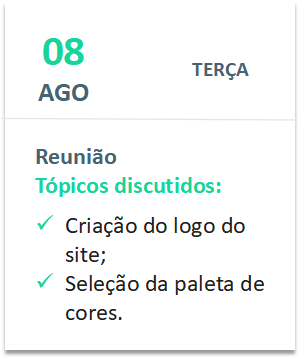 08
AGO
TERÇA
Reunião
Tópicos discutidos:
✓ Criação do logo do
site;
✓ Seleção da paleta de
cores.